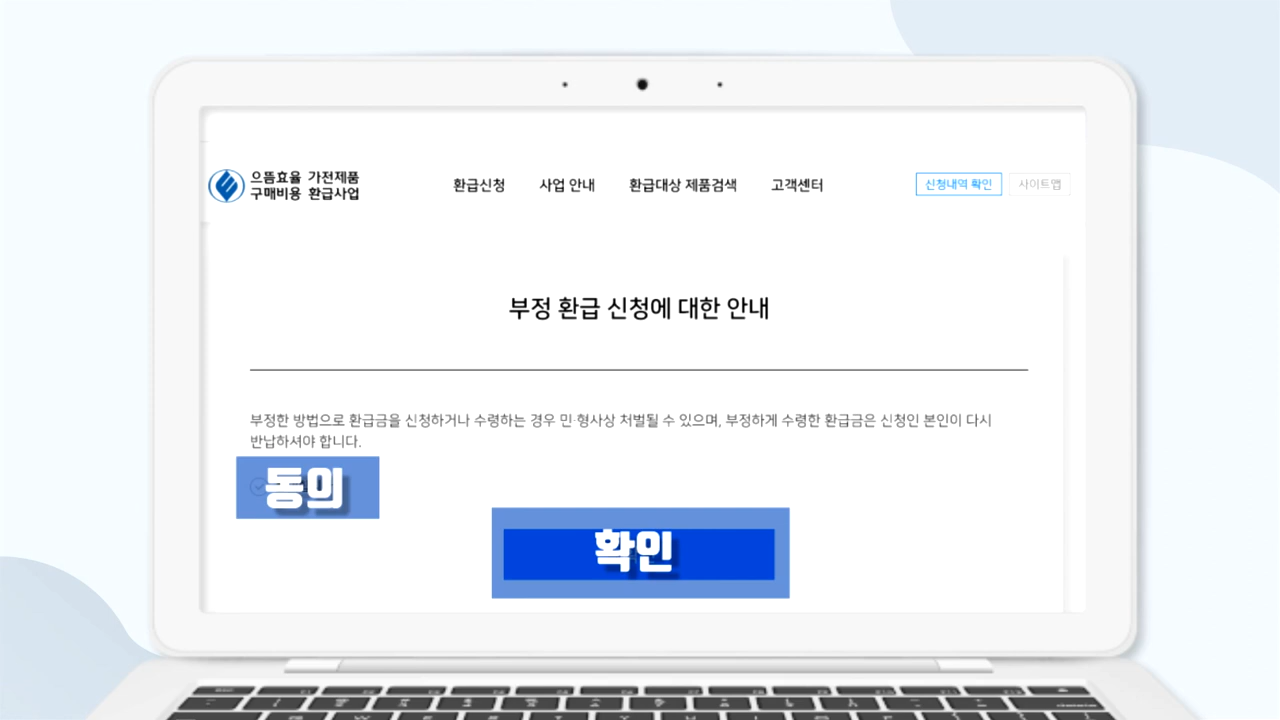 으뜸효율 가전제품
구매비용 환급사업
환급신청 사업 안내 환급대상 제품검색 고객센터
신청내역 확인 사이트맵
부정 환급 신청에 대한 안내
부정한 방법으로 환급금을 신청하거나 수령하는 경우 민·형사상 처벌될 수 있으며, 부정하게 수령한 환급금은 신청인 본인이 다시
반납하셔야 합니다.
동의
확인